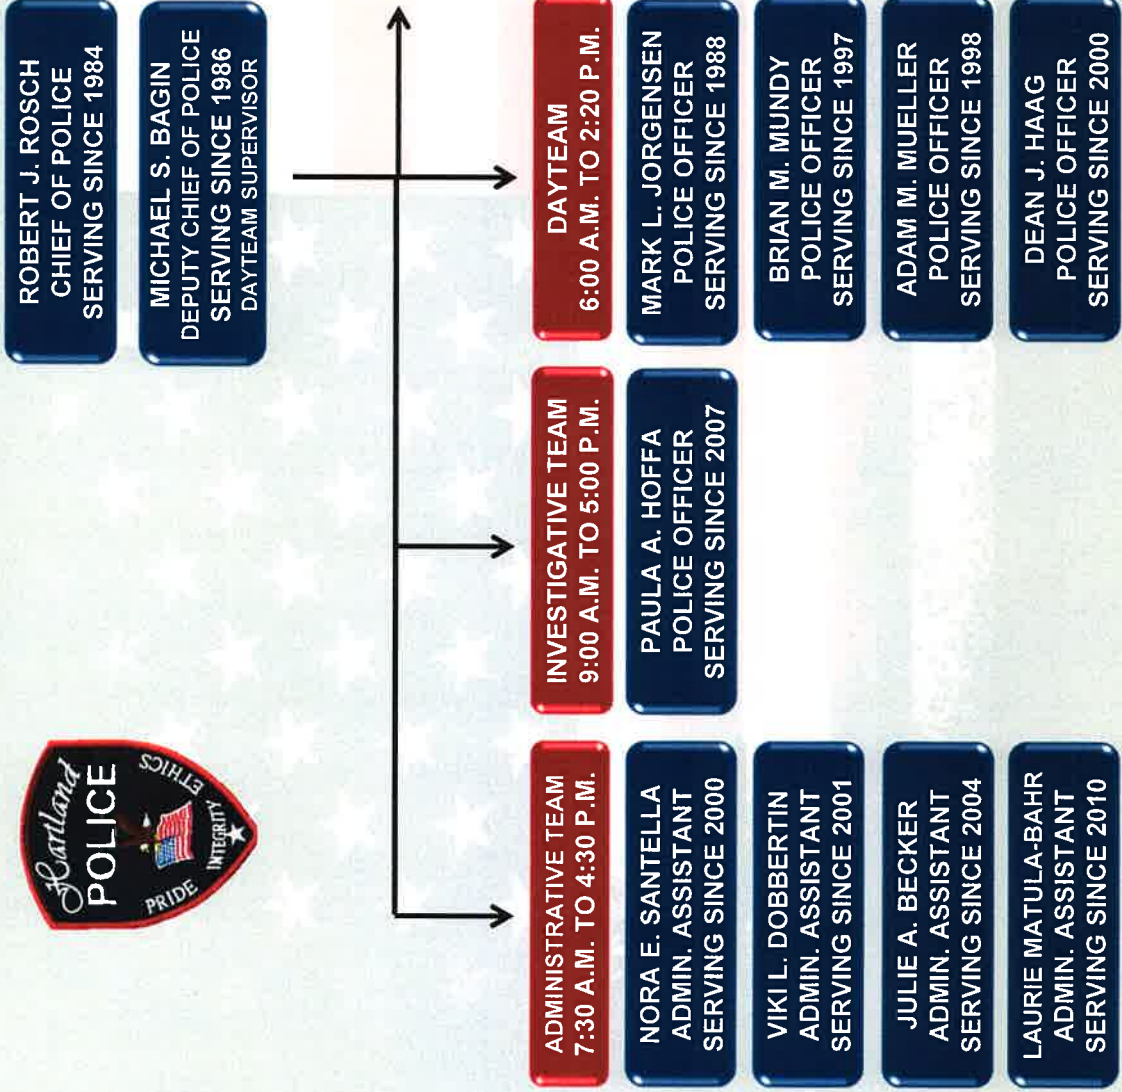 Hartland
POLICE
PRIDE
INTEGRITY
ETHICS
ROBERT J. ROSCH
CHIEF OF POLICE
SERVING SINCE 1984
MICHAEL S. BAGIN
DEPUTY CHIEF OF POLICE
SERVING SINCE 1986
DAYTEAM SUPERVISOR
ADMINISTRATIVE TEAM
7:30 A.M. TO 4:30 P.M.
NORA E. SANTELLA
ADMIN. ASSISTANT
SERVING SINCE 2000
VIKI L. DOBBERTIN
ADMIN. ASSISTANT
SERVING SINCE 2001
JULIE A. BECKER
ADMIN. ASSISTANT
SERVING SINCE 2004
LAURIE MATULA-BAHR
ADMIN. ASSISTANT
SERVING SINCE 2010
INVESTIGATIVE TEAM
9:00 A.M. TO 5:00 P.M.
PAULA A. HOFFA
POLICE OFFICER
SERVING SINCE 2007
DAYTEAM
6:00 A.M. TO 2:20 P.M.
MARK L. JORGENSEN
POLICE OFFICER
SERVING SINCE 1988
BRIAN M. MUNDY
POLICE OFFICER
SERVING SINCE 1997
ADAM M. MUELLER
POLICE OFFICER
SERVING SINCE 1998
DEAN J. HAAG
POLICE OFFICER
SERVING SINCE 2000